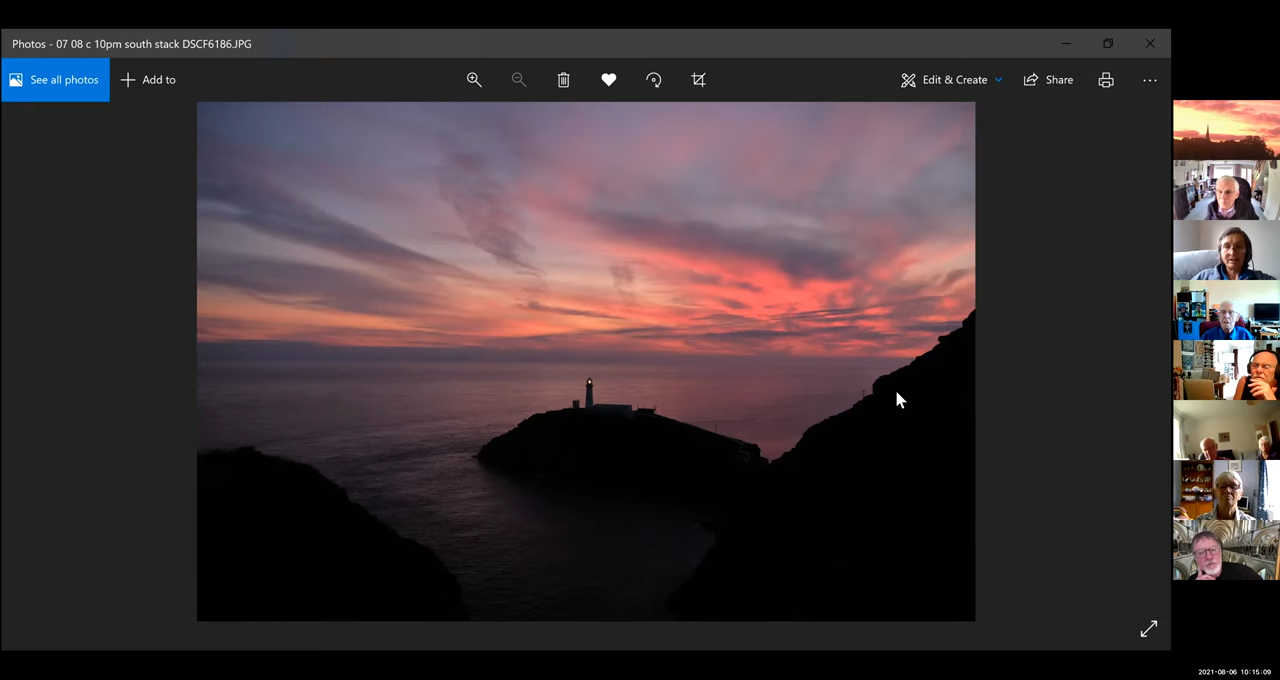 Photos - 07 08 c 10pm south stack DSCF6186.JPG
See all photos
Add to
Edit & Create
Share
2021-08-06 10:15:09